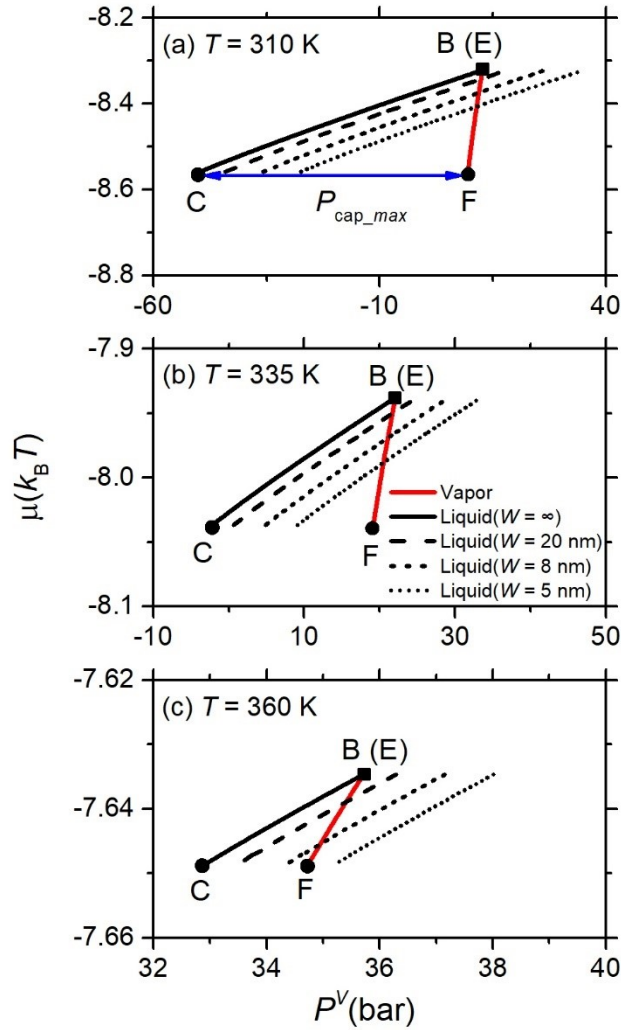 -8.2
(a) T = 310 K
B (E)
-8.4
-8.6
C
P_cap_max
F
-8.8
-60
-10
40
-7.9
(b) T = 335 K
B (E)
μ(k_BT)
-8.0
Vapor
Liquid(W = ∞)
Liquid(W = 20 nm)
Liquid(W = 8 nm)
Liquid(W = 5 nm)
C
F
-8.1
-10
10
30
50
-7.62
(c) T = 360 K
B (E)
-7.64
C
F
-7.66
32
34
36
38
40
P^V(bar)